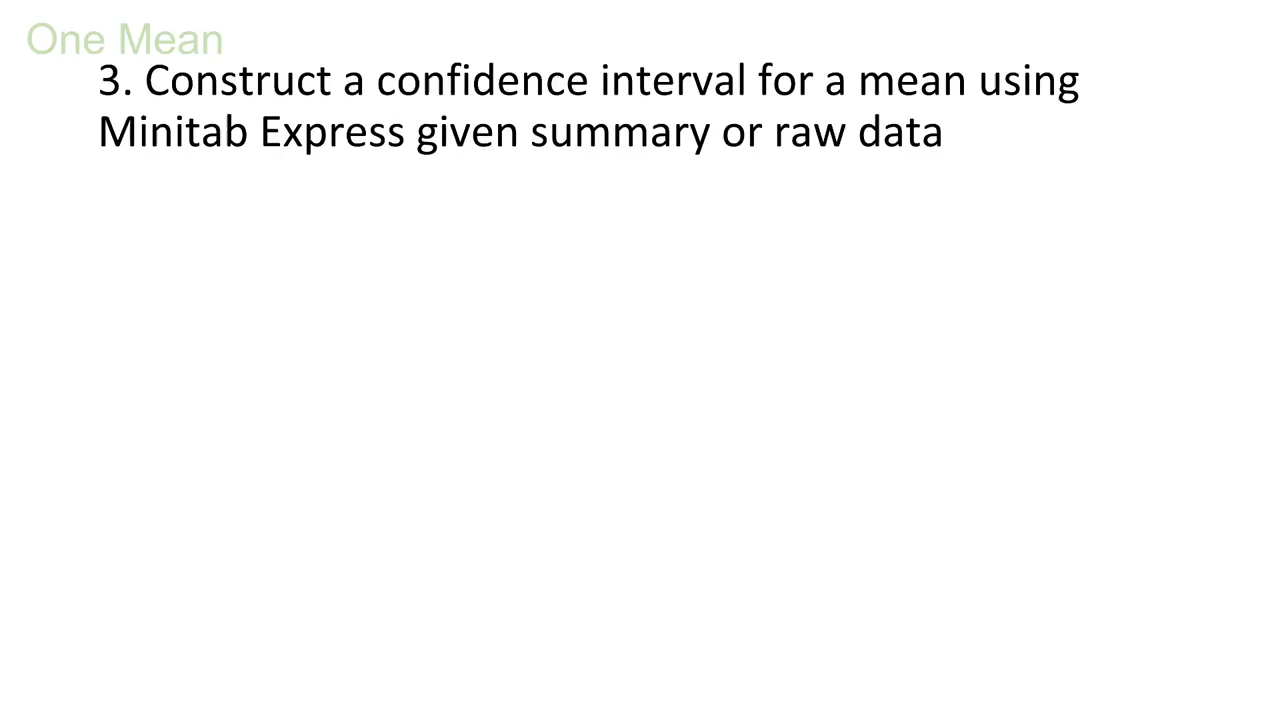 One Mean
3. Construct a confidence interval for a mean using
Minitab Express given summary or raw data